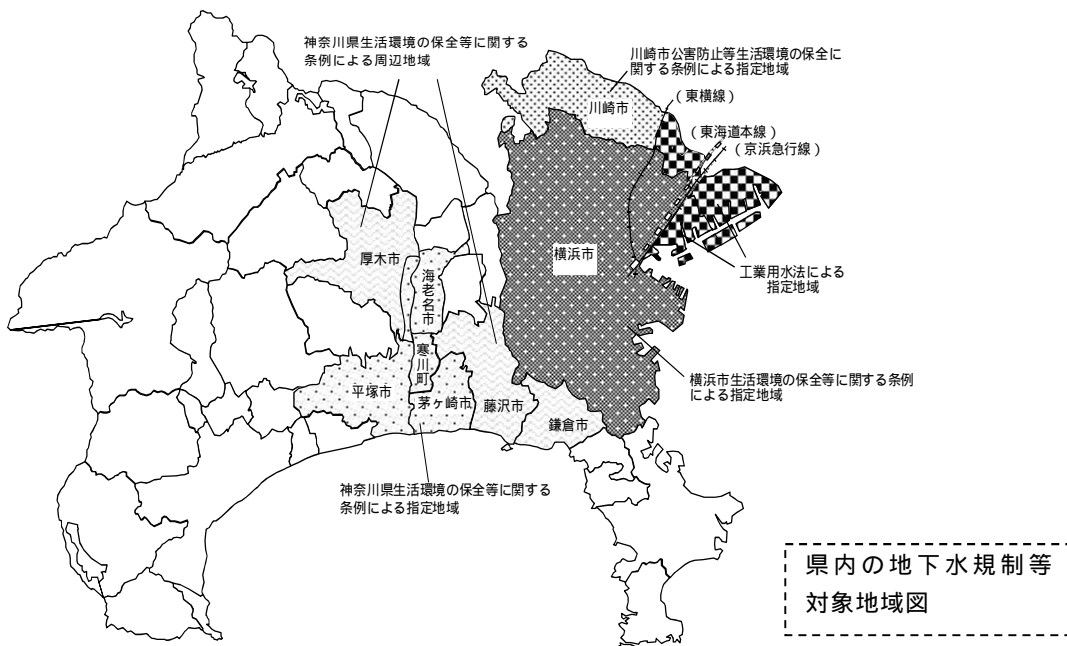 神奈川県生活環境の保全等に関する
条例による周辺地域
川崎市公害防止等生活環境の保全に
関する条例による指定地域
川崎市
(東横線)
(東海道本線)
(京浜急行線)
厚木市
海老名市
横浜市
工業用水法による
指定地域
寒川町
平塚市
茅ヶ崎市
藤沢市
鎌倉市
横浜市生活環境の保全等に関する条例
による指定地域
神奈川県生活環境の保全等に関する
条例による指定地域
県内の地下水規制等
対象地域図